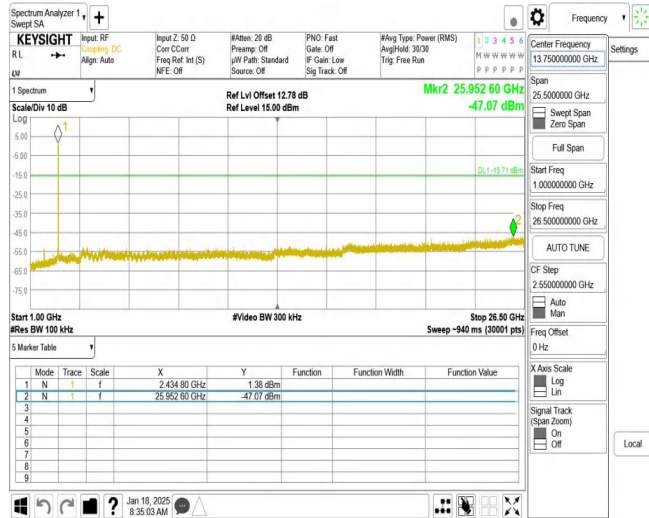 Spectrum Analyzer 1
Swept SA
+
Frequency
KEYSIGHT
RL
Input: RF
Coupling: DC
Align: Auto
Input Z: 50 Ω
Corr CCorr
Freq Ref: Int (S)
NFE: Off
#Atten: 20 dB
Preamp: Off
µW Path: Standard
Source: Off
PNO: Fast
Gate: Off
IF Gain: Low
Sig Track: Off
#Avg Type: Power (RMS)
Avg|Hold: 30/30
Trig: Free Run
1 2 3 4 5 6
M W W W W W
P P P P P P
1 Spectrum
Scale/Div 10 dB
Log
Ref Lvl Offset 12.78 dB
Ref Level 15.00 dBm
Mkr2 25.952 60 GHz
-47.07 dBm
5.00
-5.00
-15.0
-25.0
-35.0
-45.0
-55.0
-65.0
-75.0
1
DL1 -15.71 dBm
2
Start 1.00 GHz
#Res BW 100 kHz
#Video BW 300 kHz
Stop 26.50 GHz
Sweep ~940 ms (30001 pts)
5 Marker Table
Mode Trace Scale X Y Function Function Width Function Value
1 N 1 f 2.434 80 GHz 1.38 dBm
2 N 1 f 25.952 60 GHz -47.07 dBm
3
4
5
6
7
8
9
?
Jan 18, 2025
8:35:03 AM
Center Frequency
13.750000000 GHz
Settings
Span
25.5000000 GHz
Swept Span
Zero Span
Full Span
Start Freq
1.000000000 GHz
Stop Freq
26.500000000 GHz
AUTO TUNE
CF Step
2.550000000 GHz
Auto
Man
Freq Offset
0 Hz
X Axis Scale
Log
Lin
Signal Track
(Span Zoom)
On
Off
Local